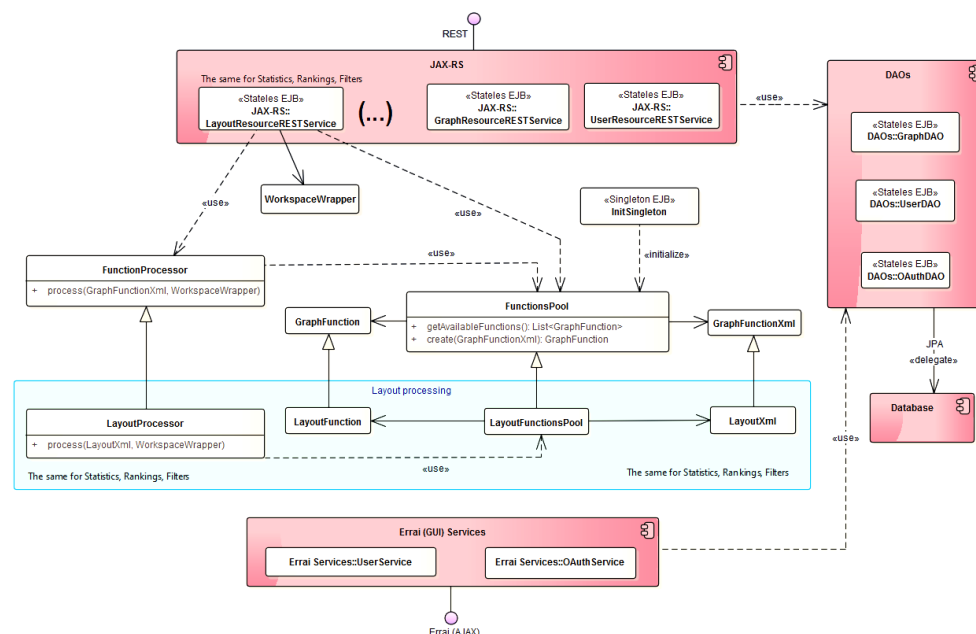 REST
JAX-RS
The same for Statistics, Rankings, Filters
«Stateles EJB»
JAX-RS::
LayoutResourceRESTService
(...)
«Stateles EJB»
JAX-RS::
GraphResourceRESTService
«Stateles EJB»
JAX-RS::
UserResourceRESTService
«use»
DAOs
«Stateles EJB»
DAOs::GraphDAO
«Stateles EJB»
DAOs::UserDAO
«Stateles EJB»
DAOs::OAuthDAO
WorkspaceWrapper
«Singleton EJB»
InitSingleton
«use»
«use»
«initialize»
FunctionProcessor
+ process(GraphFunctionXml, WorkspaceWrapper)
«use»
GraphFunction
FunctionsPool
+ getAvailableFunctions(): List<GraphFunction>
+ create(GraphFunctionXml): GraphFunction
GraphFunctionXml
JPA
«delegate»
Database
Layout processing
LayoutProcessor
+ process(LayoutXml, WorkspaceWrapper)
LayoutFunction
LayoutFunctionsPool
LayoutXml
«use»
«use»
The same for Statistics, Rankings, Filters
The same for Statistics, Rankings, Filters
Errai (GUI) Services
Errai Services::UserService
Errai Services::OAuthService
Errai (AJAX)